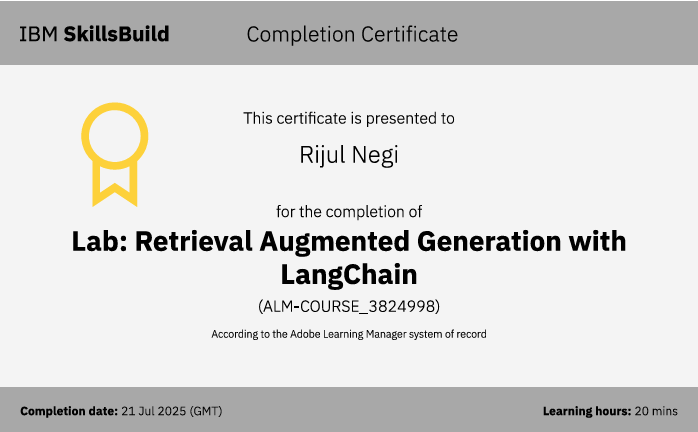 IBM SkillsBuild
Completion Certificate
This certificate is presented to
Rijul Negi
for the completion of
Lab: Retrieval Augmented Generation with
LangChain
(ALM-COURSE_3824998)
According to the Adobe Learning Manager system of record
Completion date: 21 Jul 2025 (GMT)
Learning hours: 20 mins